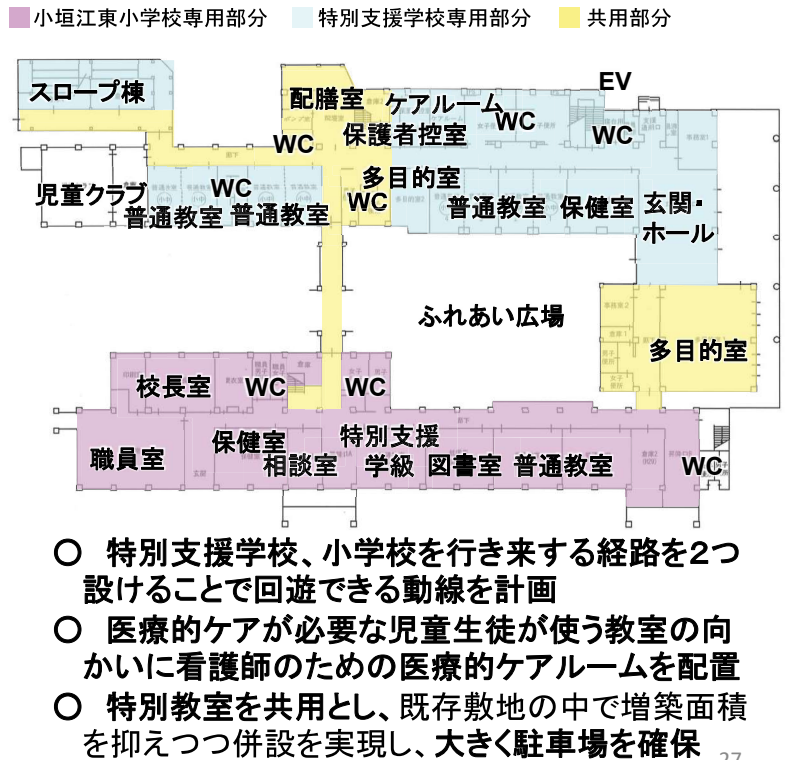 小垣江東小学校専用部分 特別支援学校専用部分 共用部分
スロープ棟
配膳室
ケアルーム
EV
WC
WC
保護者控室
WC
児童クラブ
WC
多目的室
WC
普通教室
普通教室
普通教室
保健室
玄関・
ホール
ふれあい広場
多目的室
校長室
WC
WC
職員室
保健室
相談室
特別支援
学級
図書室
普通教室
WC
〇 特別支援学校、小学校を行き来する経路を2つ
設けることで回遊できる動線を計画
〇 医療的ケアが必要な児童生徒が使う教室の向
かいに看護師のための医療的ケアルームを配置
〇 特別教室を共用とし、既存敷地の中で増築面積
を抑えつつ併設を実現し、大きく駐車場を確保
27